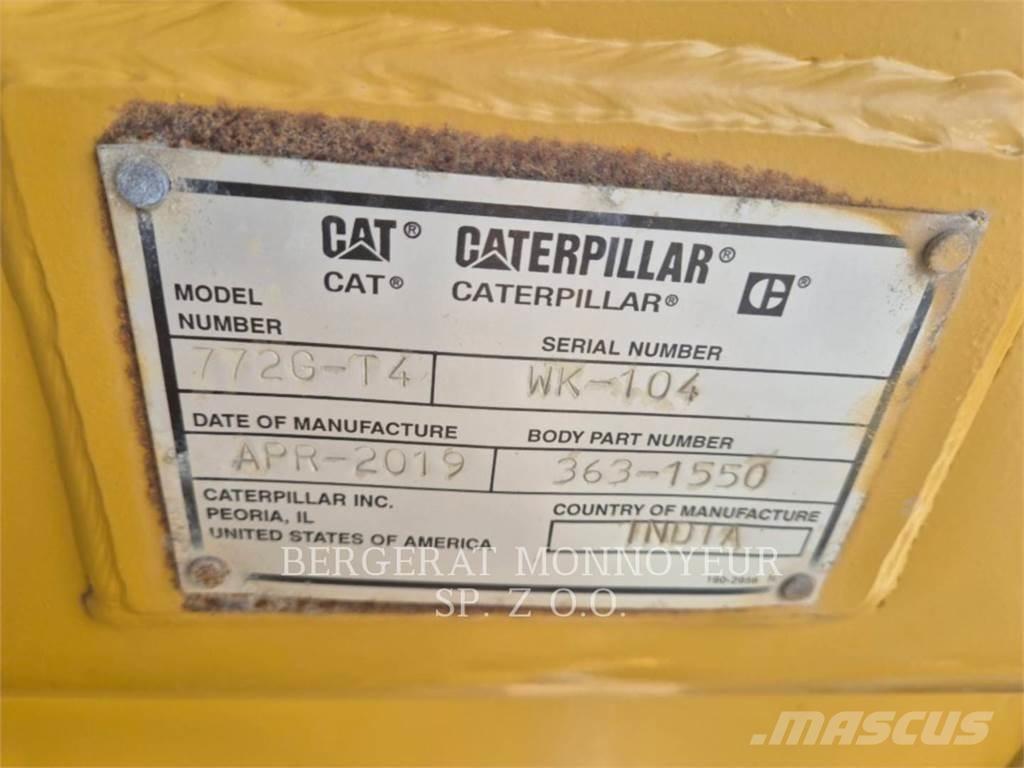 CAT® CATERPILLAR®
CAT® CATERPILLAR® C®
MODEL NUMBER
SERIAL NUMBER
772G-T4 WK-104
DATE OF MANUFACTURE BODY PART NUMBER
APR-2019 363-1550
CATERPILLAR INC.
PEORIA, IL
UNITED STATES OF AMERICA
COUNTRY OF MANUFACTURE
INDIA
190-2956
BERGERAT MONNOYEUR
SP. Z O.O.
MASCUS